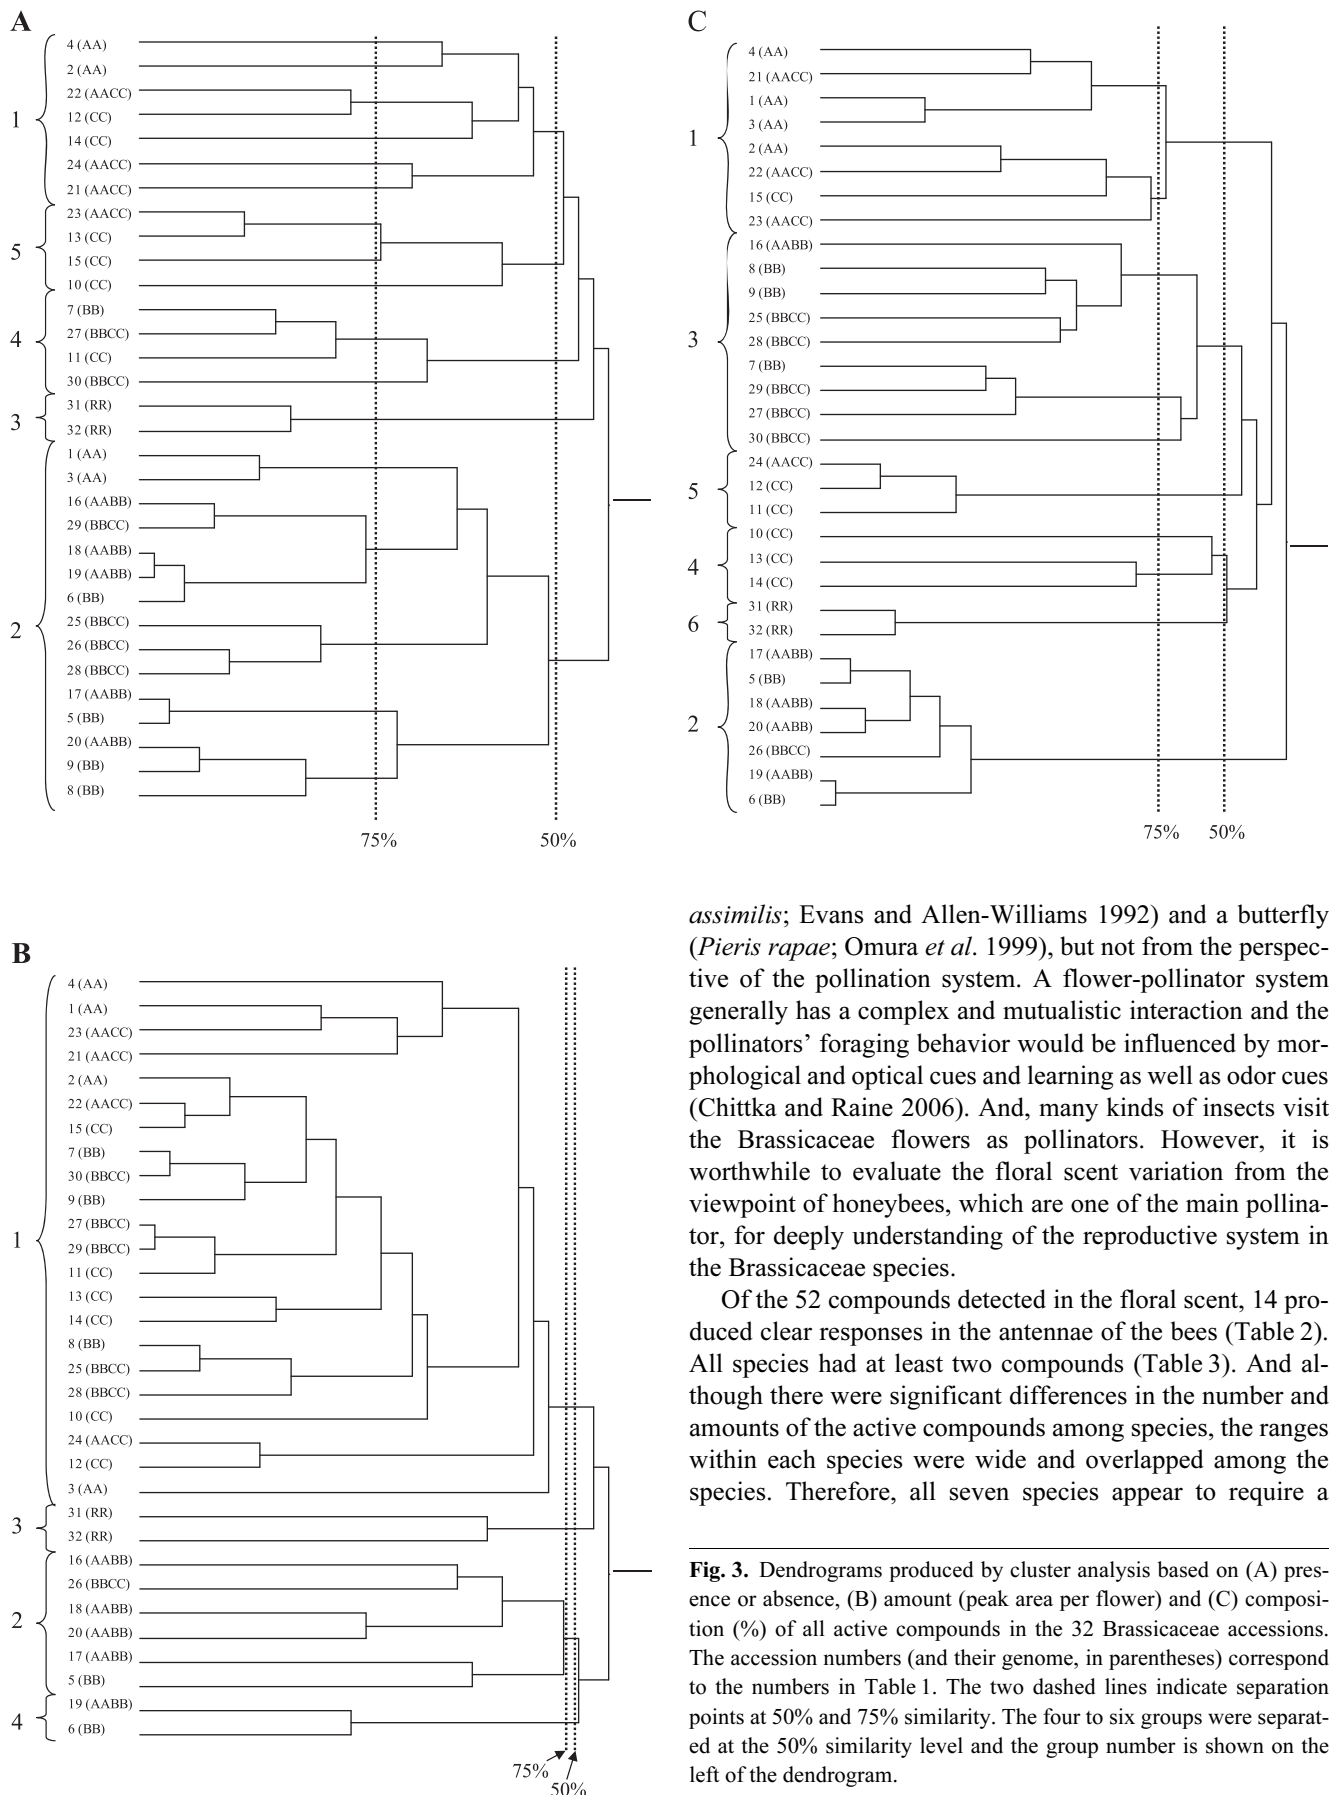 A
1
4 (AA)
2 (AA)
22 (AACC)
12 (CC)
14 (CC)
24 (AACC)
21 (AACC)
5
23 (AACC)
13 (CC)
15 (CC)
10 (CC)
4
7 (BB)
27 (BBCC)
11 (CC)
30 (BBCC)
3
31 (RR)
32 (RR)
2
1 (AA)
3 (AA)
16 (AABB)
29 (BBCC)
18 (AABB)
19 (AABB)
6 (BB)
25 (BBCC)
26 (BBCC)
28 (BBCC)
17 (AABB)
5 (BB)
20 (AABB)
9 (BB)
8 (BB)
75% 50%
B
1
4 (AA)
1 (AA)
23 (AACC)
21 (AACC)
2 (AA)
22 (AACC)
15 (CC)
7 (BB)
30 (BBCC)
9 (BB)
27 (BBCC)
29 (BBCC)
11 (CC)
13 (CC)
14 (CC)
8 (BB)
25 (BBCC)
28 (BBCC)
10 (CC)
24 (AACC)
12 (CC)
3 (AA)
3
31 (RR)
32 (RR)
2
16 (AABB)
26 (BBCC)
18 (AABB)
20 (AABB)
17 (AABB)
5 (BB)
4
19 (AABB)
6 (BB)
75%
50%
C
1
4 (AA)
21 (AACC)
1 (AA)
3 (AA)
2 (AA)
22 (AACC)
15 (CC)
23 (AACC)
3
16 (AABB)
8 (BB)
9 (BB)
25 (BBCC)
28 (BBCC)
7 (BB)
29 (BBCC)
27 (BBCC)
30 (BBCC)
5
24 (AACC)
12 (CC)
11 (CC)
4
10 (CC)
13 (CC)
14 (CC)
6
31 (RR)
32 (RR)
2
17 (AABB)
5 (BB)
18 (AABB)
20 (AABB)
26 (BBCC)
19 (AABB)
6 (BB)
75% 50%
assimilis; Evans and Allen-Williams 1992) and a butterfly
(Pieris rapae; Omura et al. 1999), but not from the perspec-
tive of the pollination system. A flower-pollinator system
generally has a complex and mutualistic interaction and the
pollinators’ foraging behavior would be influenced by mor-
phological and optical cues and learning as well as odor cues
(Chittka and Raine 2006). And, many kinds of insects visit
the Brassicaceae flowers as pollinators. However, it is
worthwhile to evaluate the floral scent variation from the
viewpoint of honeybees, which are one of the main pollina-
tor, for deeply understanding of the reproductive system in
the Brassicaceae species.
Of the 52 compounds detected in the floral scent, 14 pro-
duced clear responses in the antennae of the bees (Table 2).
All species had at least two compounds (Table 3). And al-
though there were significant differences in the number and
amounts of the active compounds among species, the ranges
within each species were wide and overlapped among the
species. Therefore, all seven species appear to require a
Fig. 3. Dendrograms produced by cluster analysis based on (A) pres-
ence or absence, (B) amount (peak area per flower) and (C) composi-
tion (%) of all active compounds in the 32 Brassicaceae accessions.
The accession numbers (and their genome, in parentheses) correspond
to the numbers in Table 1. The two dashed lines indicate separation
points at 50% and 75% similarity. The four to six groups were separat-
ed at the 50% similarity level and the group number is shown on the
left of the dendrogram.